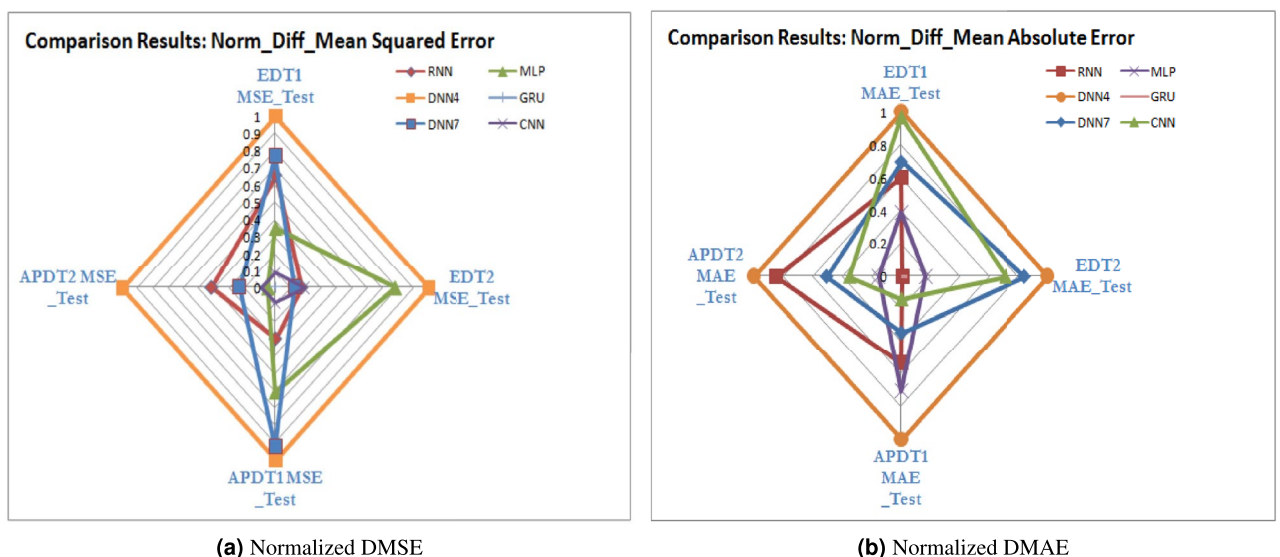 Comparison Results: Norm_Diff_Mean Squared Error
EDT1
MSE_Test
RNN
MLP
DNN4
GRU
DNN7
CNN
1
0.9
0.8
0.7
0.6
0.5
0.4
0.3
0.2
0.1
0
APDT2 MSE
_Test
EDT2
MSE_Test
APDT1 MSE
_Test
(a) Normalized DMSE
Comparison Results: Norm_Diff_Mean Absolute Error
EDT1
MAE_Test
RNN
MLP
DNN4
GRU
DNN7
CNN
1
0.8
0.6
0.4
0.2
0
APDT2
MAE
_Test
EDT2
MAE_Test
APDT1
MAE
_Test
(b) Normalized DMAE